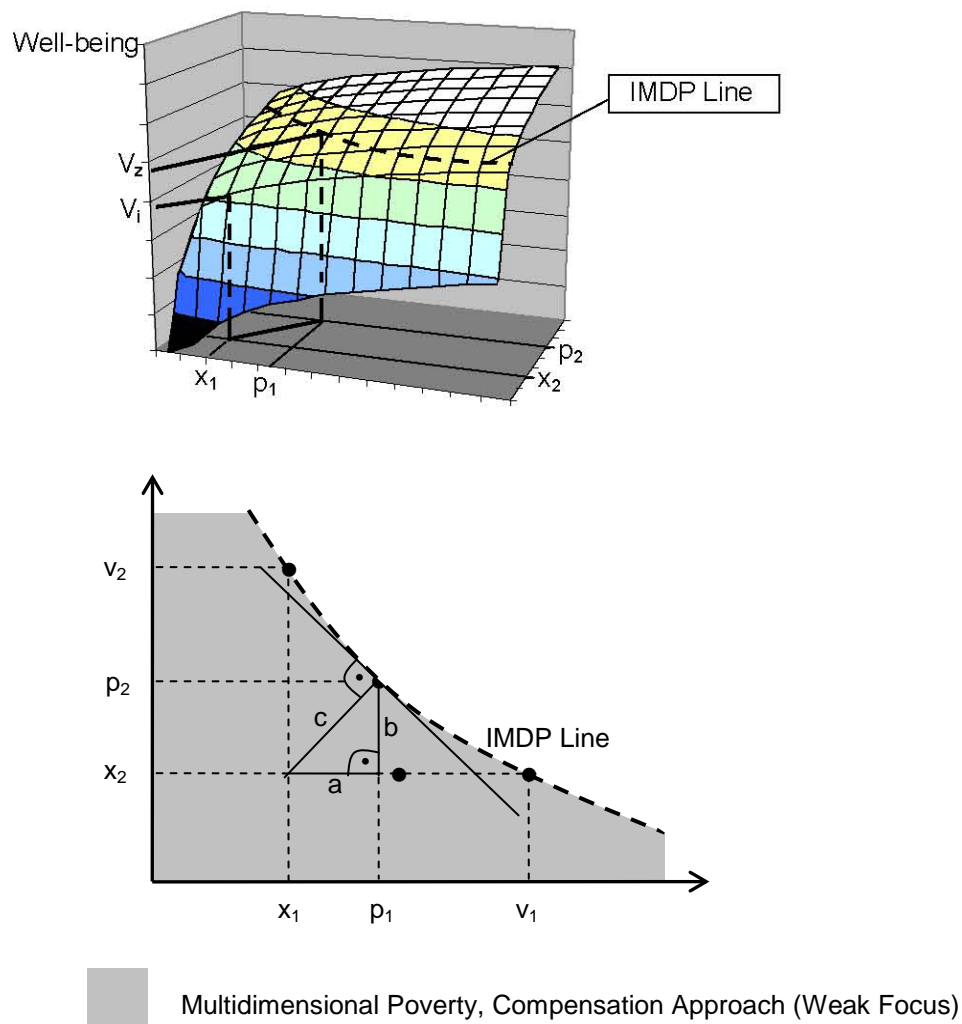 Well-being
IMDP Line
Vz
Vi
x1
p1
p2
x2
v2
p2
c
b
IMDP Line
x2
a
x1
p1
v1
Multidimensional Poverty, Compensation Approach (Weak Focus)